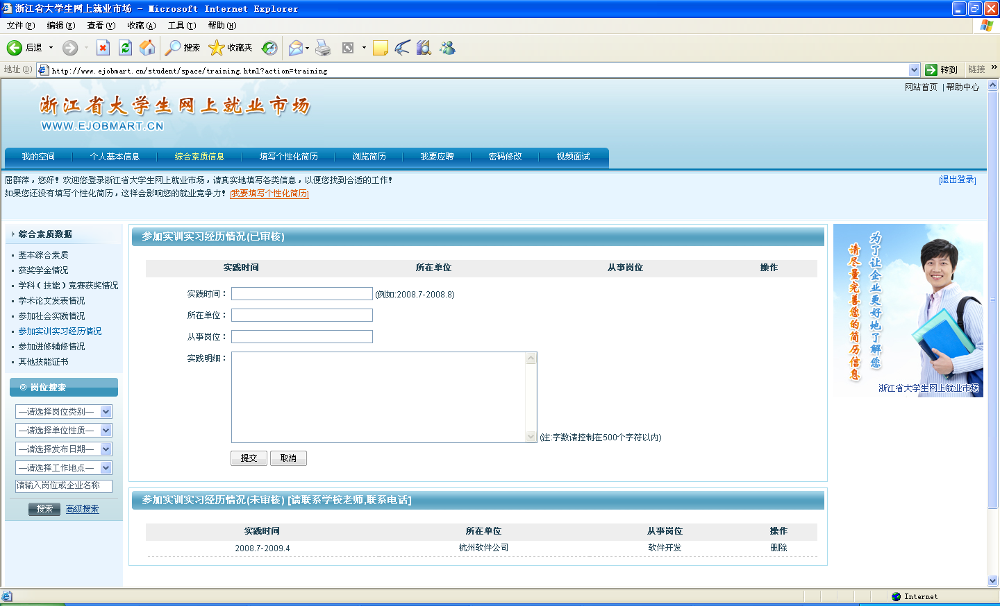 浙江省大学生网上就业市场 - Microsoft Internet Explorer
文件(F) 编辑(E) 查看(V) 收藏(A) 工具(T) 帮助(H)
后退 搜索 收藏夹
地址(D) http://www.ejobmart.cn/student/space/training.html?action=training 转到 链接 »
网站首页 | 帮助中心
浙江省大学生网上就业市场
WWW.EJOBMART.CN
我的空间 个人基本信息 综合素质信息 填写个性化简历 浏览简历 我要应聘 密码修改 视频面试
屈群萍，您好！欢迎您登录浙江省大学生网上就业市场，请真实地填写各类信息，以便您找到合适的工作！ [退出登录]
如果您还没有填写个性化简历，这样会影响您的就业竞争力！ [我要填写个性化简历]
综合素质数据
基本综合素质
获奖学金情况
学科（技能）竞赛获奖情况
学术论文发表情况
参加社会实践情况
参加实训实习经历情况
参加进修辅修情况
其他技能证书
岗位搜索
—请选择岗位类别—
—请选择单位性质—
—请选择发布日期—
—请选择工作地点—
请输入岗位或企业名称
搜索 高级搜索
参加实训实习经历情况(已审核)
实践时间 所在单位 从事岗位 操作
实践时间： (例如:2008.7-2008.8)
所在单位：
从事岗位：
实践明细：
(注:字数请控制在500个字符以内)
提交 取消
参加实训实习经历情况(未审核) [请联系学校老师,联系电话]
实践时间 所在单位 从事岗位 操作
2008.7-2009.4 杭州软件公司 软件开发 删除
为了让企业更好地了解您
请尽量完善您的简历信息
浙江省大学生网上就业市场
Internet